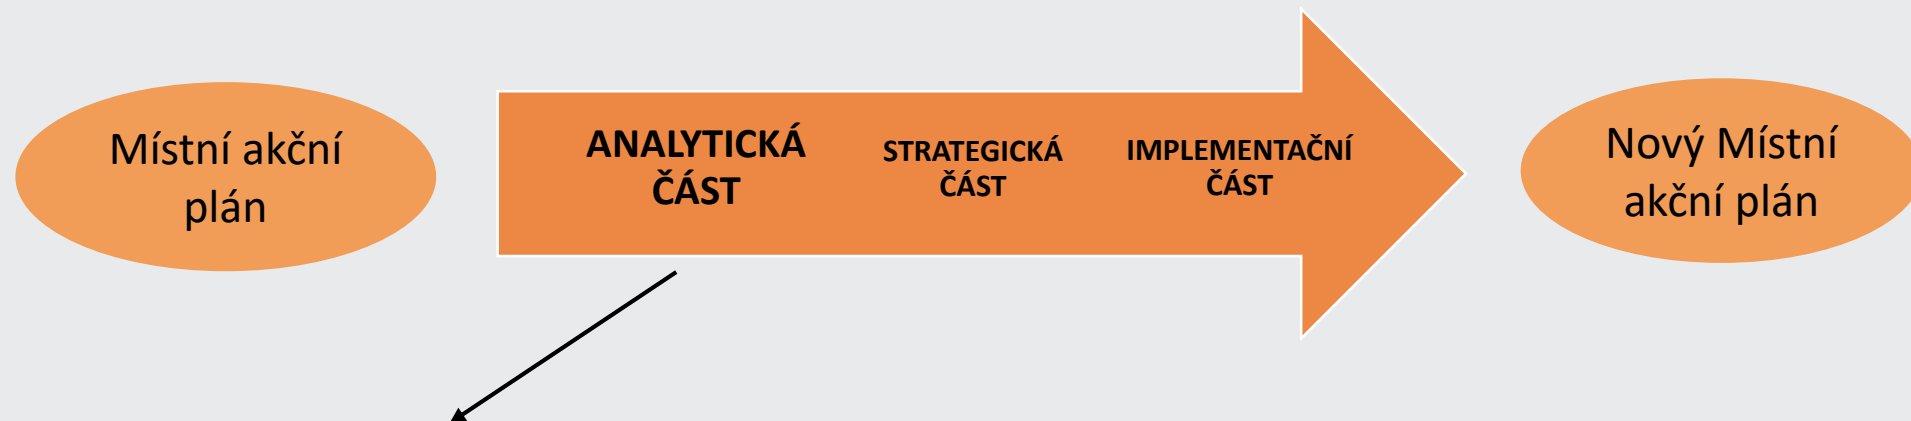 Místní akční
plán
ANALYTICKÁ
ČÁST
STRATEGICKÁ
ČÁST
IMPLEMENTAČNÍ
ČÁST
Nový Místní
akční plán